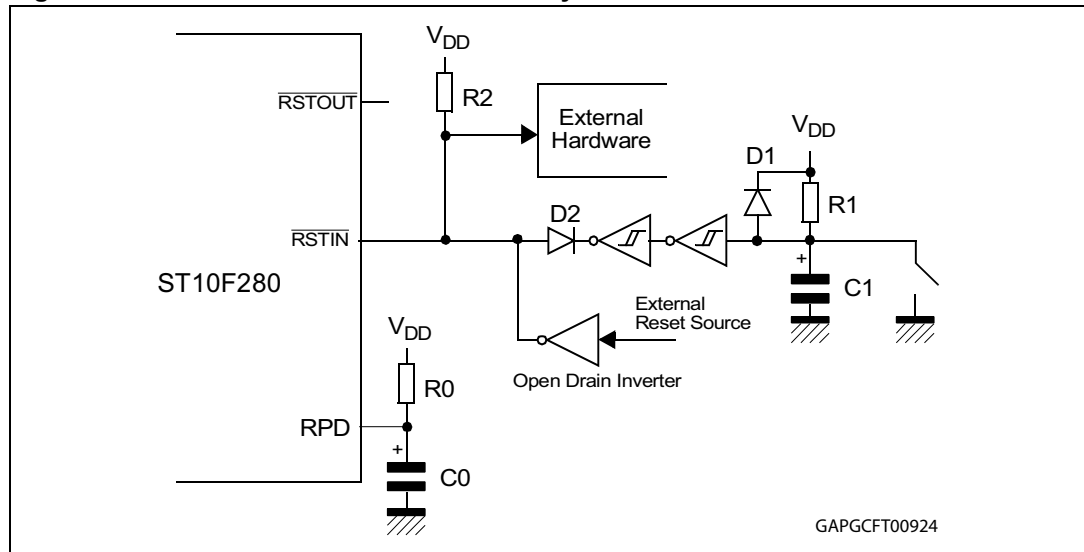 VDD
RSTOUT
R2
External
Hardware
VDD
D1
R1
D2
RSTIN
+
C1
ST10F280
External
Reset Source
VDD
Open Drain Inverter
R0
RPD
+
C0
GAPGCFT00924